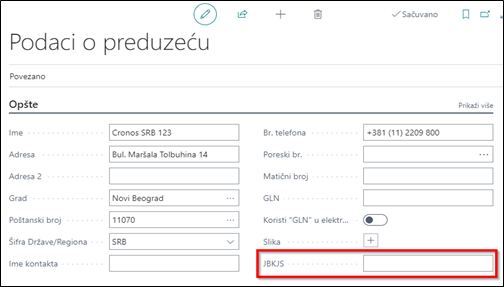 Sačuvano
Podaci o preduzeću
Povezano
Opšte
Prikaži više
Ime Cronos SRB 123
Adresa Bul. Maršala Tolbuhina 14
Adresa 2
Grad Novi Beograd ...
Poštanski broj 11070 ...
Šifra Države/Regiona SRB
Ime kontakta
Br. telefona +381 (11) 2209 800
Poreski br. ...
Matični broj
GLN
Koristi "GLN" u elektr...
Slika
JBKJS